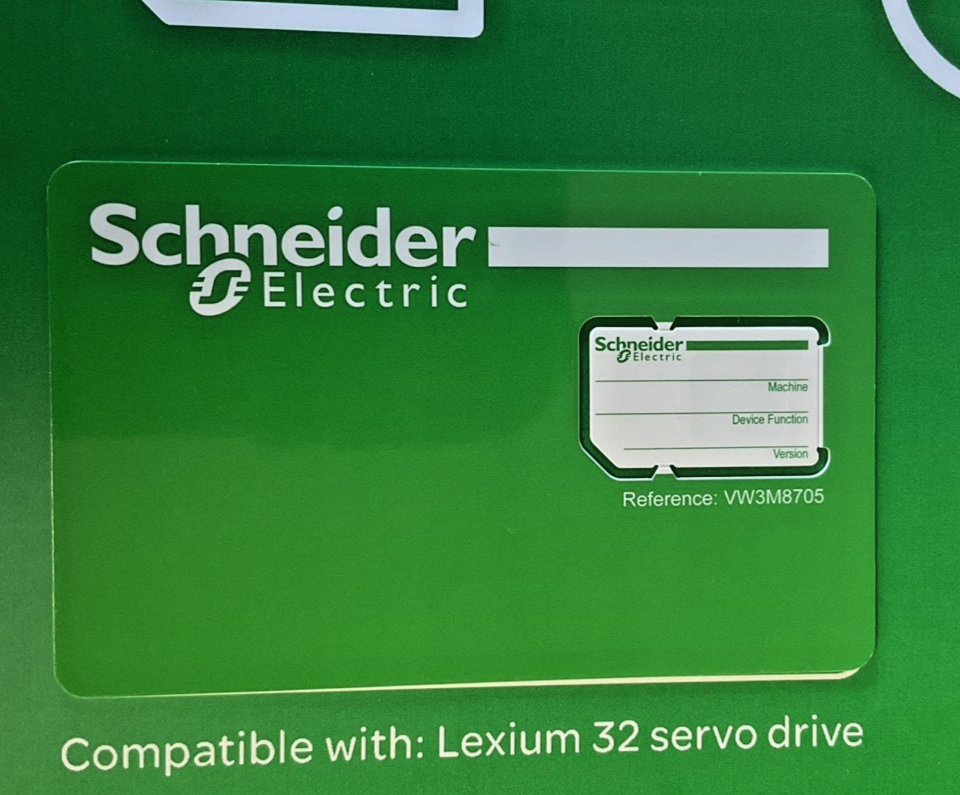 Schneider
Electric
Schneider
Electric
Machine
Device Function
Version
Reference: VW3M8705
Compatible with: Lexium 32 servo drive